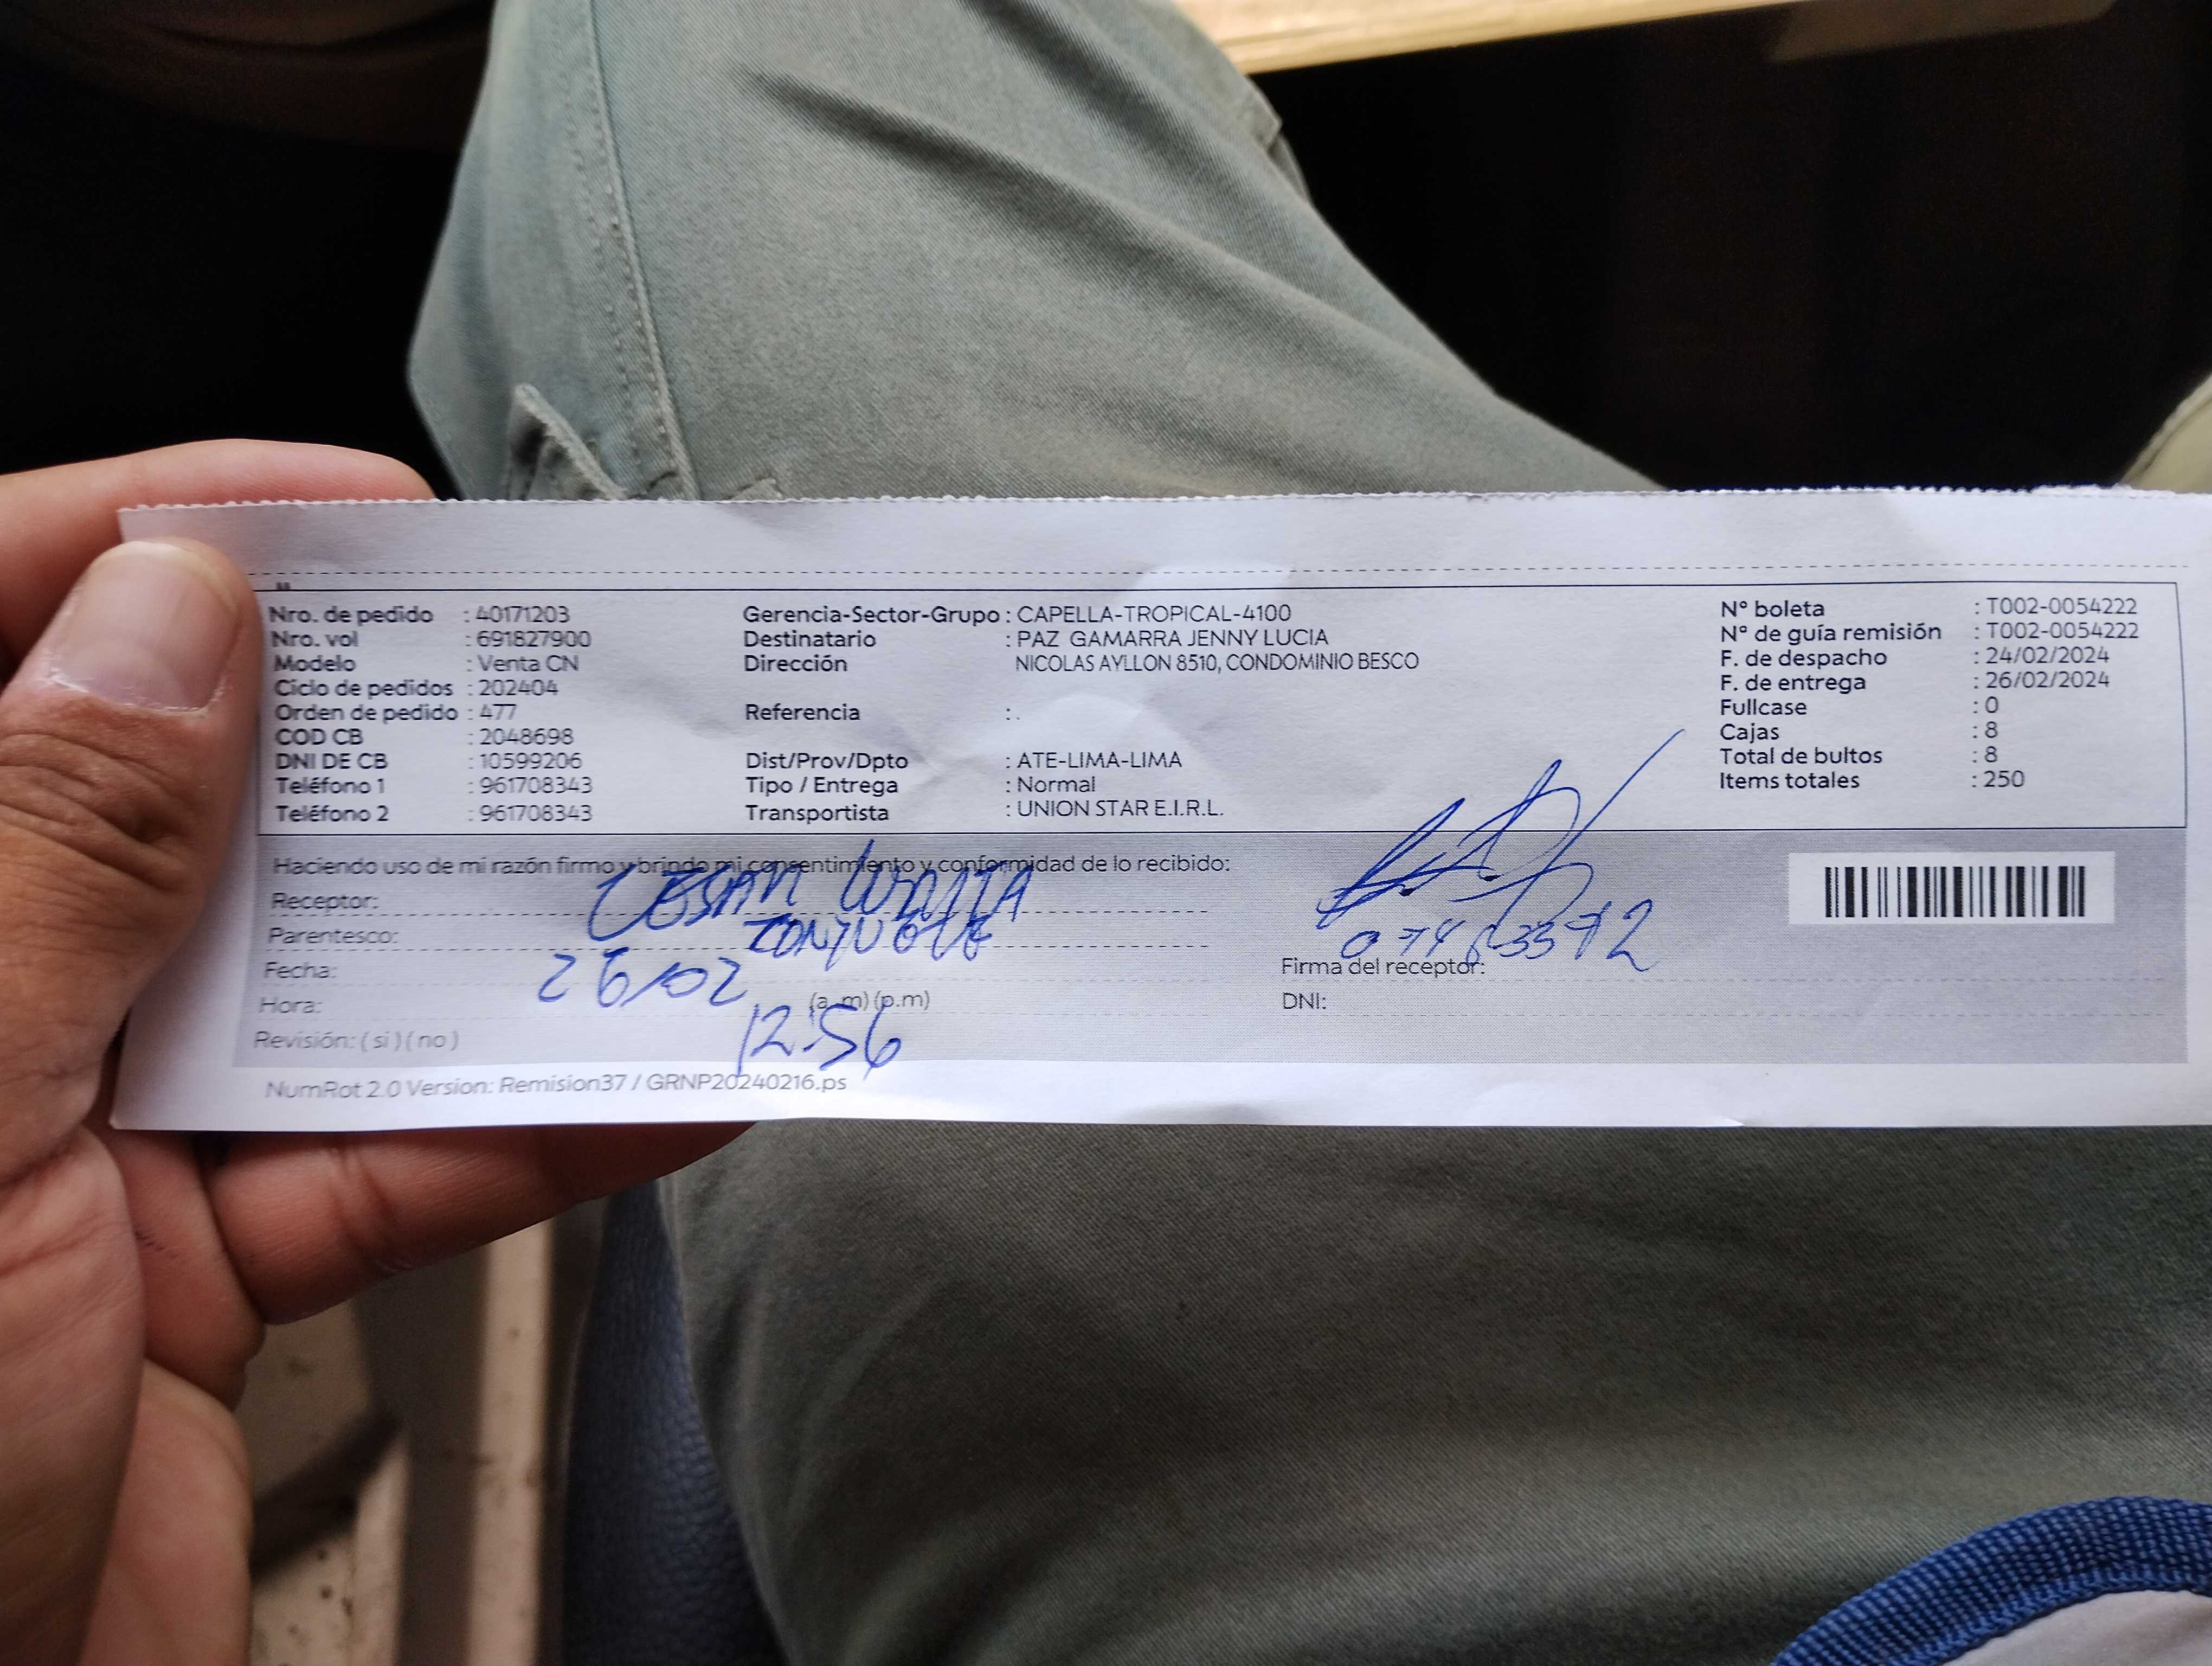 Nro. de pedido : 40171203
Nro. vol : 691827900
Modelo : Venta CN
Ciclo de pedidos : 202404
Orden de pedido : 477
COD CB : 2048698
DNI DE CB : 10599206
Teléfono 1 : 961708343
Teléfono 2 : 961708343
Gerencia-Sector-Grupo : CAPELLA-TROPICAL-4100
Destinatario : PAZ GAMARRA JENNY LUCIA
Dirección NICOLAS AYLLON 8510, CONDOMINIO BESCO
Referencia : .
Dist/Prov/Dpto : ATE-LIMA-LIMA
Tipo / Entrega : Normal
Transportista : UNION STAR E.I.R.L.
N° boleta : T002-0054222
N° de guía remisión : T002-0054222
F. de despacho : 24/02/2024
F. de entrega : 26/02/2024
Fullcase : 0
Cajas : 8
Total de bultos : 8
Items totales : 250
Haciendo uso de mi razón firmo y brindo mi consentimiento y conformidad de lo recibido:
Receptor: CESAR
Parentesco: CONYUGUE
Fecha: 26/02
Hora: (a. m) (p.m)
12:56
Revisión: ( si ) ( no )
Firma del receptor:
DNI:
NumRot 2.0 Version: Remision37 / GRNP20240216.ps